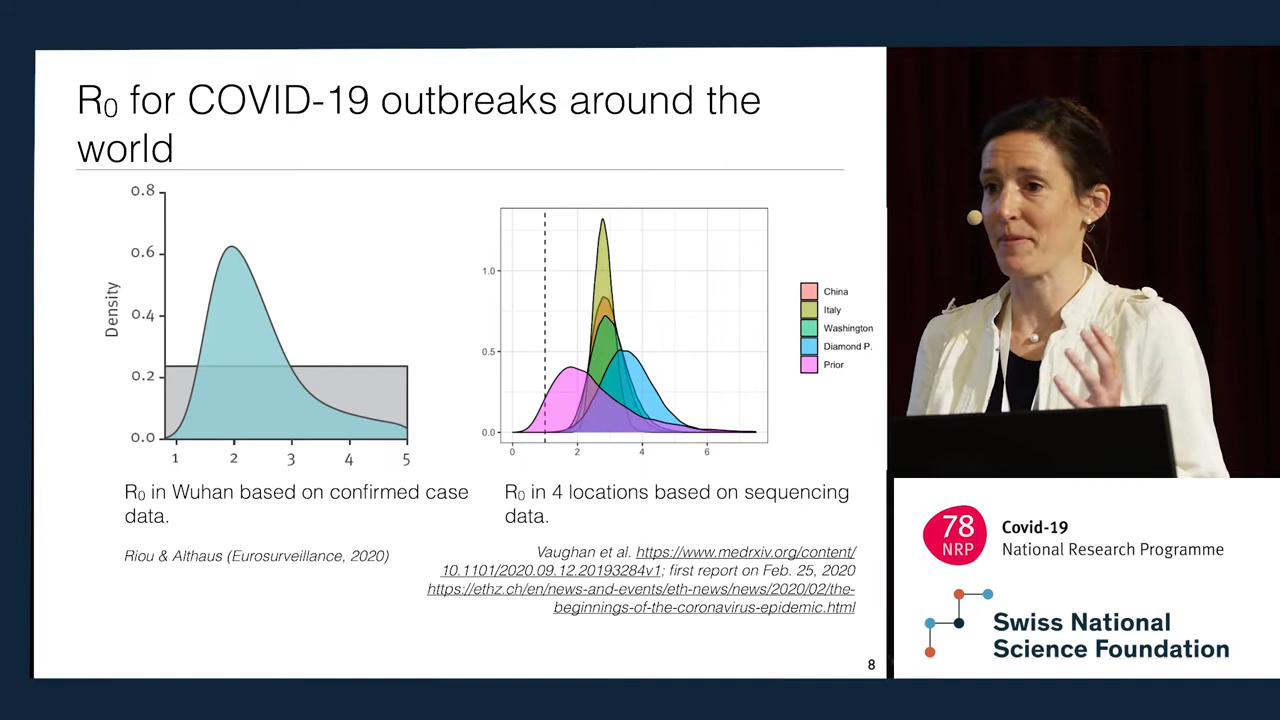 R₀ for COVID-19 outbreaks around the
world
0.8
0.6
0.4
0.2
0.0
Density
1 2 3 4 5
R₀ in Wuhan based on confirmed case
data.
Riou & Althaus (Eurosurveillance, 2020)
1.0
0.5
0.0
0 2 4 6
China
Italy
Washington
Diamond P.
Prior
R₀ in 4 locations based on sequencing
data.
Vaughan et al. https://www.medrxiv.org/content/
10.1101/2020.09.12.20193284v1; first report on Feb. 25, 2020
https://ethz.ch/en/news-and-events/eth-news/news/2020/02/the-
beginnings-of-the-coronavirus-epidemic.html
8
78
NRP
Covid-19
National Research Programme
Swiss National
Science Foundation